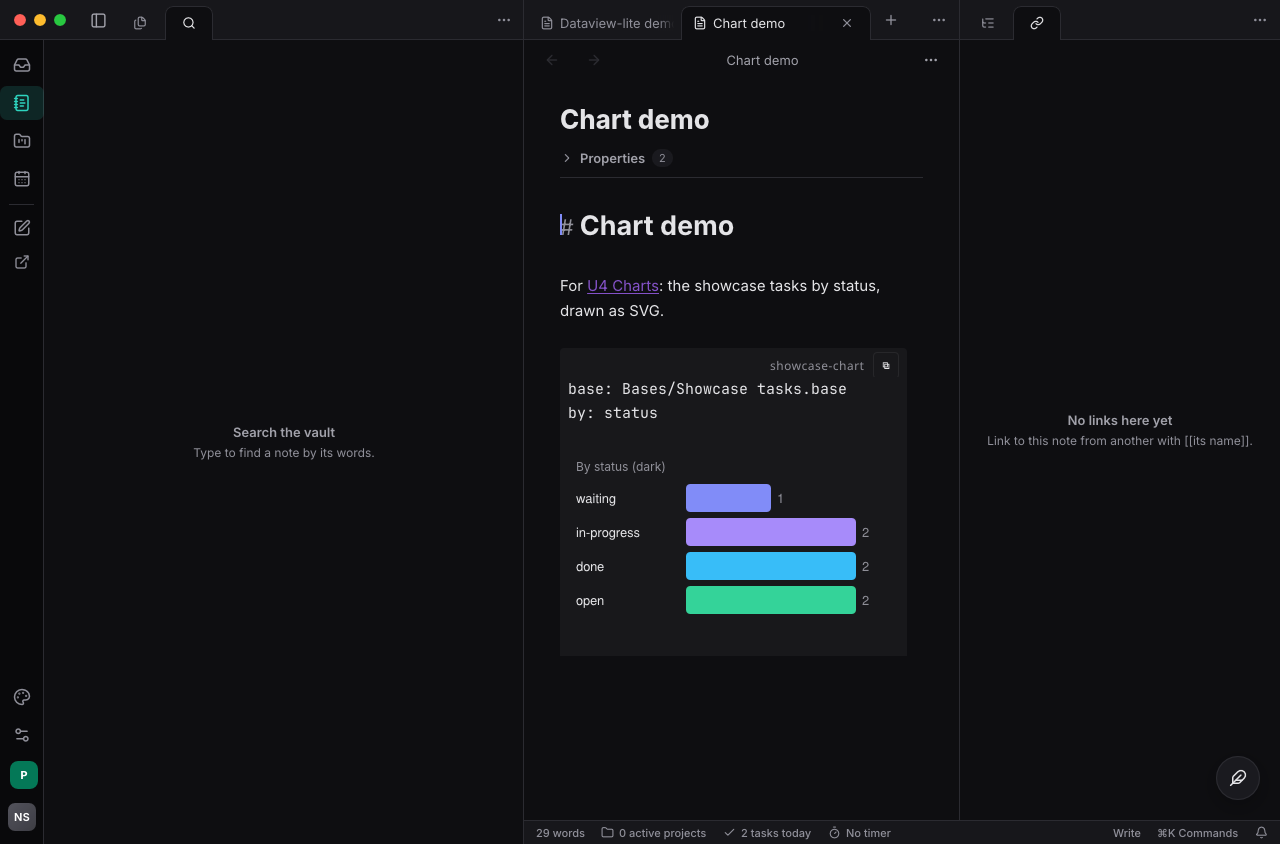 Dataview-lite dem
Chart demo
Chart demo
Chart demo
Properties 2
# Chart demo
For U4 Charts: the showcase tasks by status,
drawn as SVG.
showcase-chart
base: Bases/Showcase tasks.base
by: status
By status (dark)
waiting 1
in-progress 2
done 2
open 2
Search the vault
Type to find a note by its words.
No links here yet
Link to this note from another with [[its name]].
P
NS
29 words
0 active projects
2 tasks today
No timer
Write
⌘K Commands